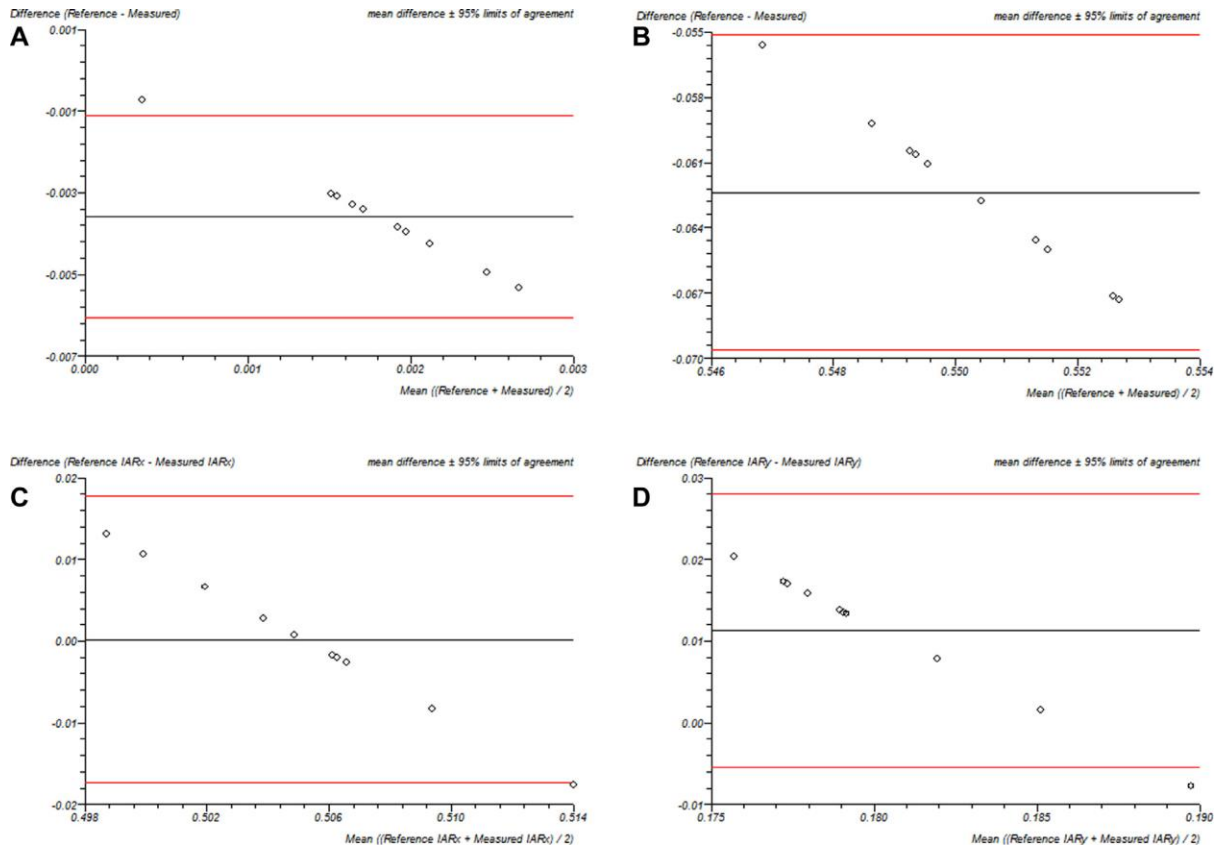 A
Difference (Reference - Measured) mean difference ± 95% limits of agreement
0.001
-0.001
-0.003
-0.005
-0.007
0.000 0.001 0.002 0.003
Mean ((Reference + Measured) / 2)
B
Difference (Reference - Measured) mean difference ± 95% limits of agreement
-0.055
-0.058
-0.061
-0.064
-0.067
-0.070
0.546 0.548 0.550 0.552 0.554
Mean ((Reference + Measured) / 2)
C
Difference (Reference IARx - Measured IARx) mean difference ± 95% limits of agreement
0.02
0.01
0.00
-0.01
-0.02
0.498 0.502 0.506 0.510 0.514
Mean ((Reference IARx + Measured IARx) / 2)
D
Difference (Reference IARy - Measured IARy) mean difference ± 95% limits of agreement
0.03
0.02
0.01
0.00
-0.01
0.175 0.180 0.185 0.190
Mean ((Reference IARy + Measured IARy) / 2)